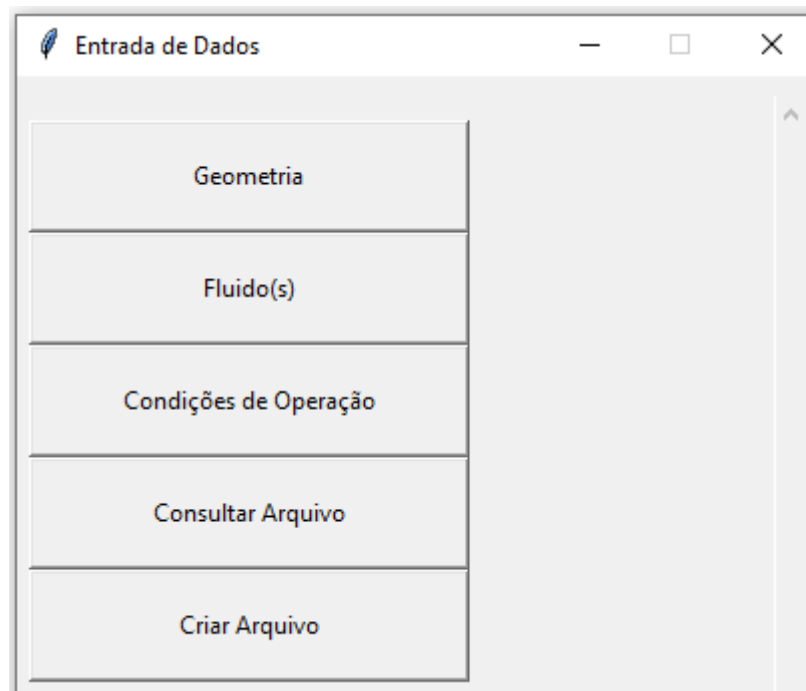 Entrada de Dados
Geometria
Fluido(s)
Condições de Operação
Consultar Arquivo
Criar Arquivo